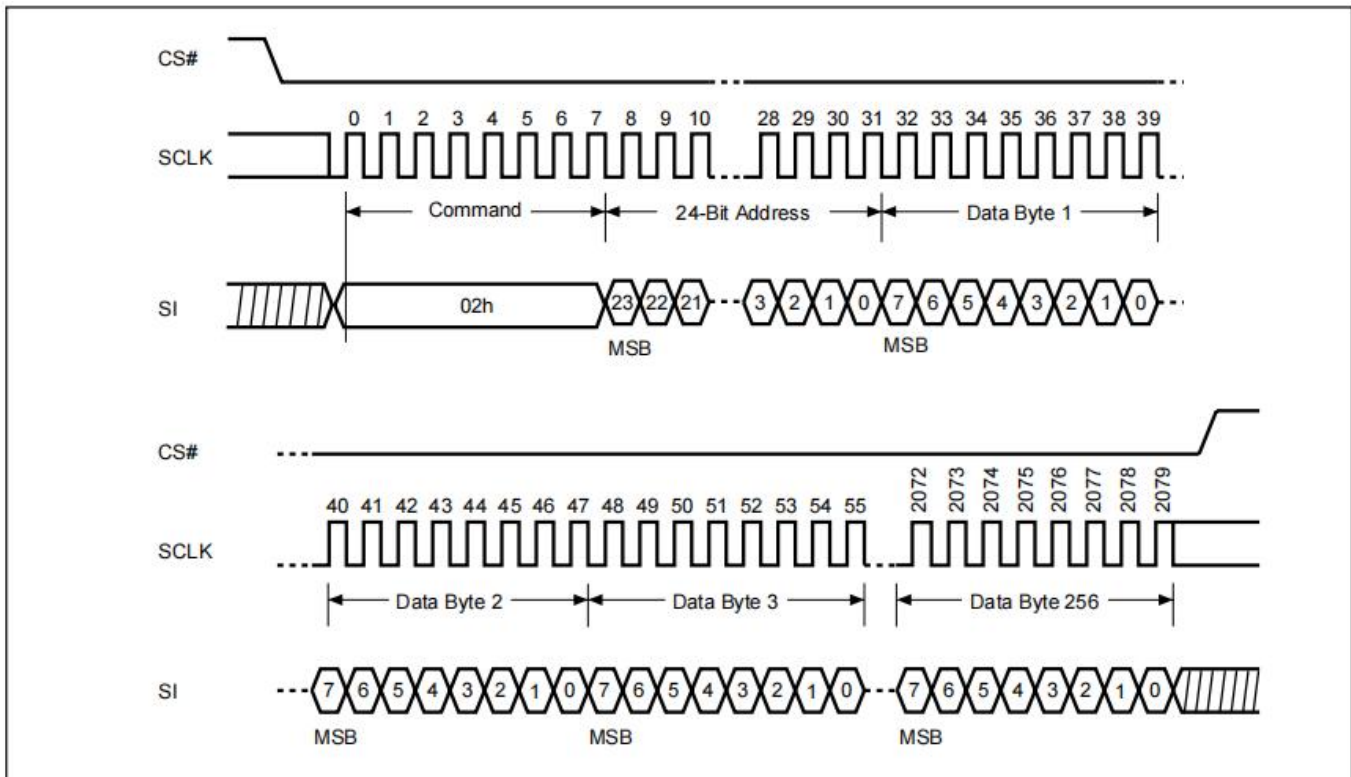 CS#
0 1 2 3 4 5 6 7 8 9 10 28 29 30 31 32 33 34 35 36 37 38 39
SCLK
Command 24-Bit Address Data Byte 1
SI 02h 23 22 21 3 2 1 0 7 6 5 4 3 2 1 0
MSB MSB
CS#
40 41 42 43 44 45 46 47 48 49 50 51 52 53 54 55 2072 2073 2074 2075 2076 2077 2078 2079
SCLK
Data Byte 2 Data Byte 3 Data Byte 256
SI 7 6 5 4 3 2 1 0 7 6 5 4 3 2 1 0 7 6 5 4 3 2 1 0
MSB MSB MSB